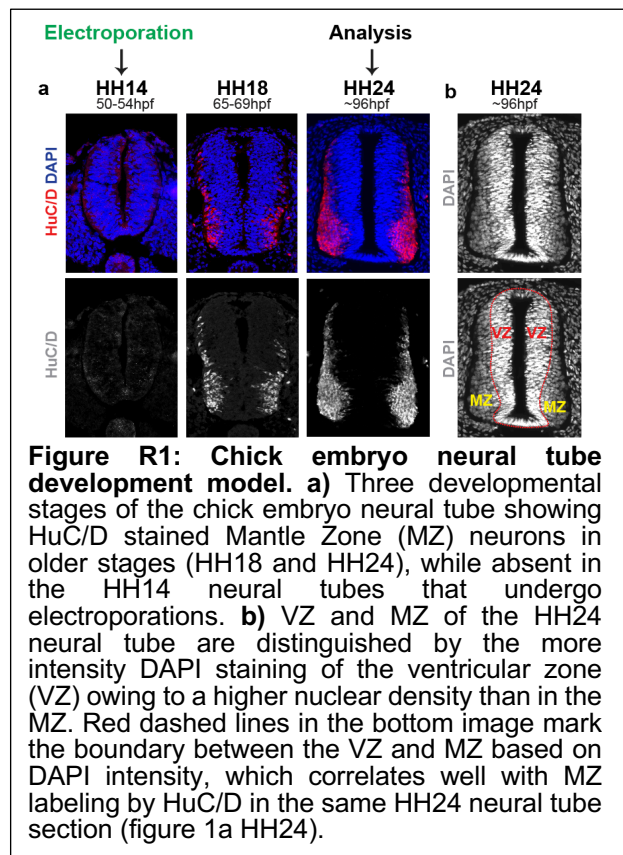 Electroporation
Analysis
a
HH14
50-54hpf
HH18
65-69hpf
HH24
~96hpf
b
HH24
~96hpf
HuC/D DAPI
DAPI
HuC/D
DAPI
VZ VZ
MZ
MZ
Figure R1: Chick embryo neural tube
development model. a) Three developmental
stages of the chick embryo neural tube showing
HuC/D stained Mantle Zone (MZ) neurons in
older stages (HH18 and HH24), while absent in
the HH14 neural tubes that undergo
electroporations. b) VZ and MZ of the HH24
neural tube are distinguished by the more
intensity DAPI staining of the ventricular zone
(VZ) owing to a higher nuclear density than in the
MZ. Red dashed lines in the bottom image mark
the boundary between the VZ and MZ based on
DAPI intensity, which correlates well with MZ
labeling by HuC/D in the same HH24 neural tube
section (figure 1a HH24).